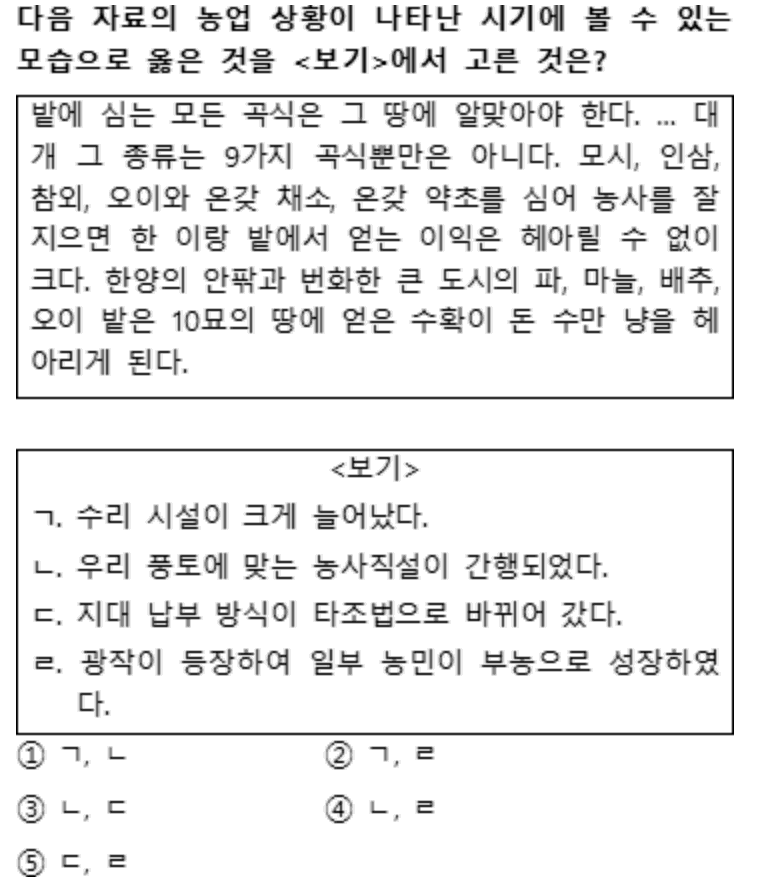 다음 자료의 농업 상황이 나타난 시기에 볼 수 있는
모습으로 옳은 것을 <보기>에서 고른 것은?
밭에 심는 모든 곡식은 그 땅에 알맞아야 한다. ... 대
개 그 종류는 9가지 곡식뿐만은 아니다. 모시, 인삼,
참외, 오이와 온갖 채소, 온갖 약초를 심어 농사를 잘
지으면 한 이랑 밭에서 얻는 이익은 헤아릴 수 없이
크다. 한양의 안팎과 번화한 큰 도시의 파, 마늘, 배추,
오이 밭은 10묘의 땅에 얻은 수확이 돈 수만 냥을 헤
아리게 된다.
<보기>
ㄱ. 수리 시설이 크게 늘어났다.
ㄴ. 우리 풍토에 맞는 농사직설이 간행되었다.
ㄷ. 지대 납부 방식이 타조법으로 바뀌어 갔다.
ㄹ. 광작이 등장하여 일부 농민이 부농으로 성장하였
다.
① ㄱ, ㄴ ② ㄱ, ㄹ
③ ㄴ, ㄷ ④ ㄴ, ㄹ
⑤ ㄷ, ㄹ